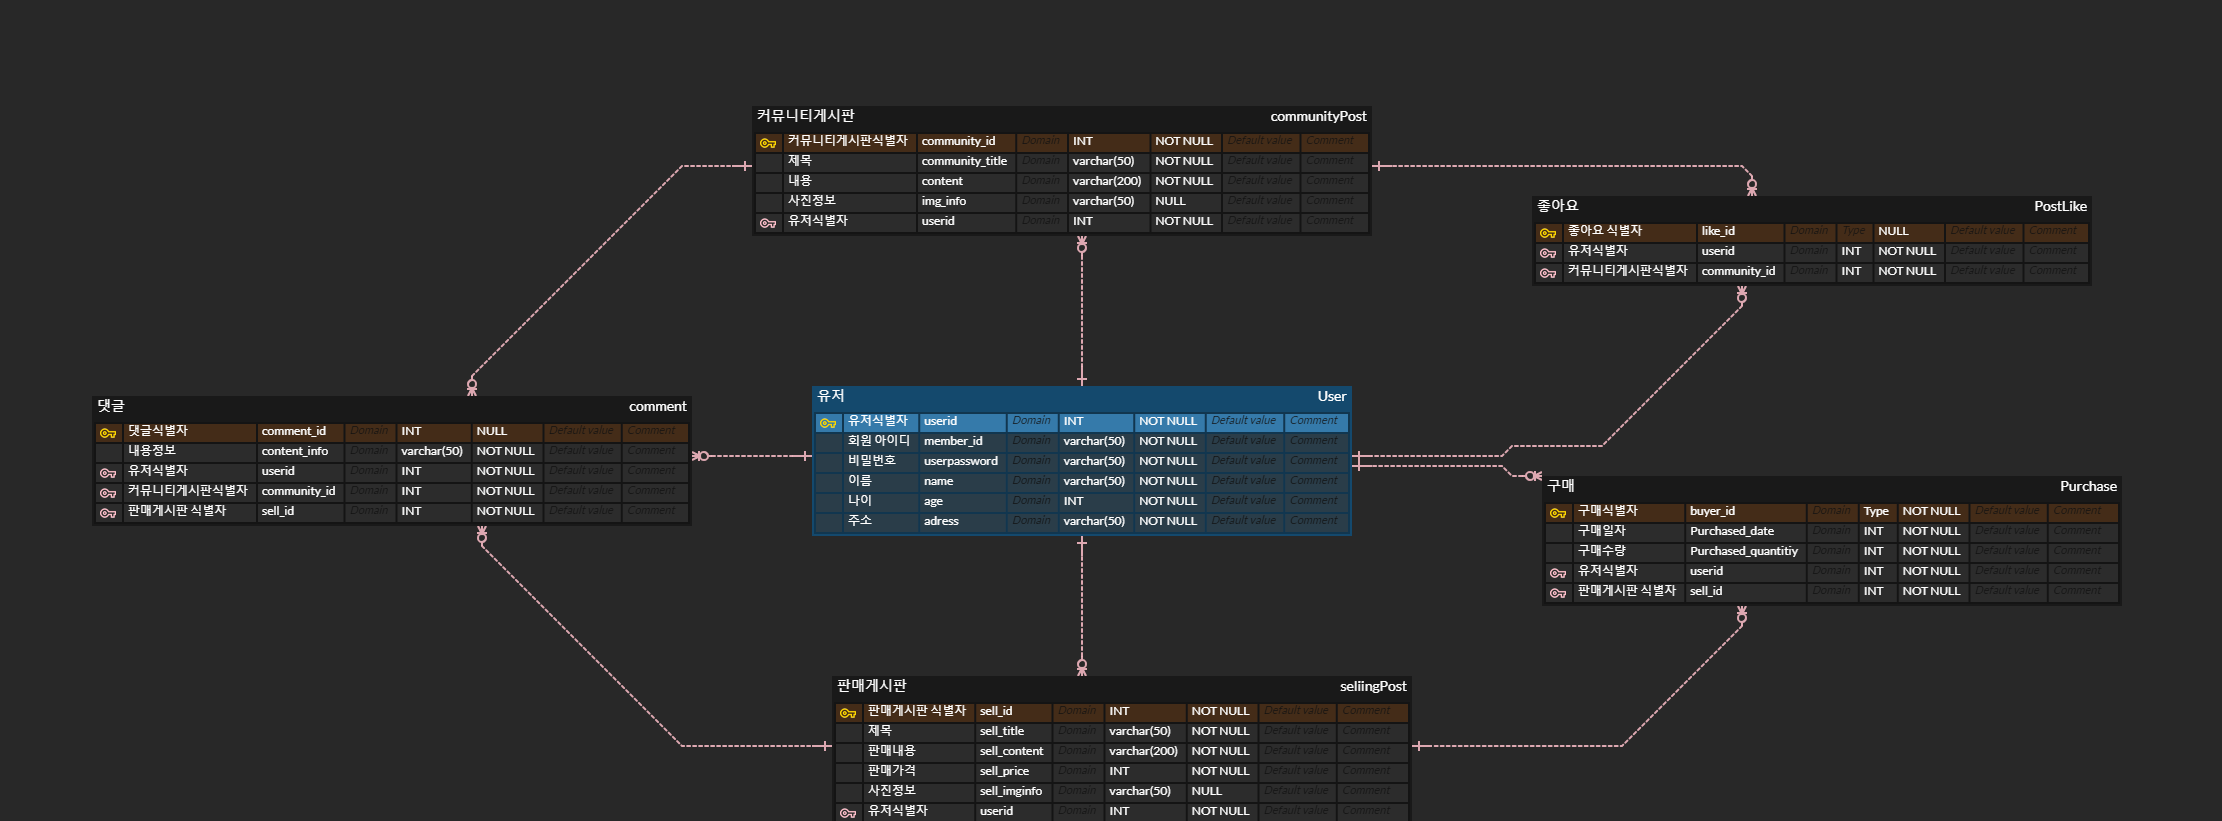 커뮤니티게시판 communityPost
커뮤니티게시판식별자 community_id Domain INT NOT NULL Default value Comment
제목 community_title Domain varchar(50) NOT NULL Default value Comment
내용 content Domain varchar(200) NOT NULL Default value Comment
사진정보 img_info Domain varchar(50) NULL Default value Comment
유저식별자 userid Domain INT NOT NULL Default value Comment
좋아요 PostLike
좋아요 식별자 like_id Domain Type NULL Default value Comment
유저식별자 userid Domain INT NOT NULL Default value Comment
커뮤니티게시판식별자 community_id Domain INT NOT NULL Default value Comment
댓글 comment
댓글식별자 comment_id Domain INT NULL Default value Comment
내용정보 content_info Domain varchar(50) NOT NULL Default value Comment
유저식별자 userid Domain INT NOT NULL Default value Comment
커뮤니티게시판식별자 community_id Domain INT NOT NULL Default value Comment
판매게시판 식별자 sell_id Domain INT NOT NULL Default value Comment
유저 User
유저식별자 userid Domain INT NOT NULL Default value Comment
회원 아이디 member_id Domain varchar(50) NOT NULL Default value Comment
비밀번호 userpassword Domain varchar(50) NOT NULL Default value Comment
이름 name Domain varchar(50) NOT NULL Default value Comment
나이 age Domain INT NOT NULL Default value Comment
주소 adress Domain varchar(50) NOT NULL Default value Comment
구매 Purchase
구매식별자 buyer_id Domain Type NOT NULL Default value Comment
구매일자 Purchased_date Domain INT NOT NULL Default value Comment
구매수량 Purchased_quantitiy Domain INT NOT NULL Default value Comment
유저식별자 userid Domain INT NOT NULL Default value Comment
판매게시판 식별자 sell_id Domain INT NOT NULL Default value Comment
판매게시판 seliingPost
판매게시판 식별자 sell_id Domain INT NOT NULL Default value Comment
제목 sell_title Domain varchar(50) NOT NULL Default value Comment
판매내용 sell_content Domain varchar(200) NOT NULL Default value Comment
판매가격 sell_price Domain INT NOT NULL Default value Comment
사진정보 sell_imginfo Domain varchar(50) NULL Default value Comment
유저식별자 userid Domain INT NOT NULL Default value Comment